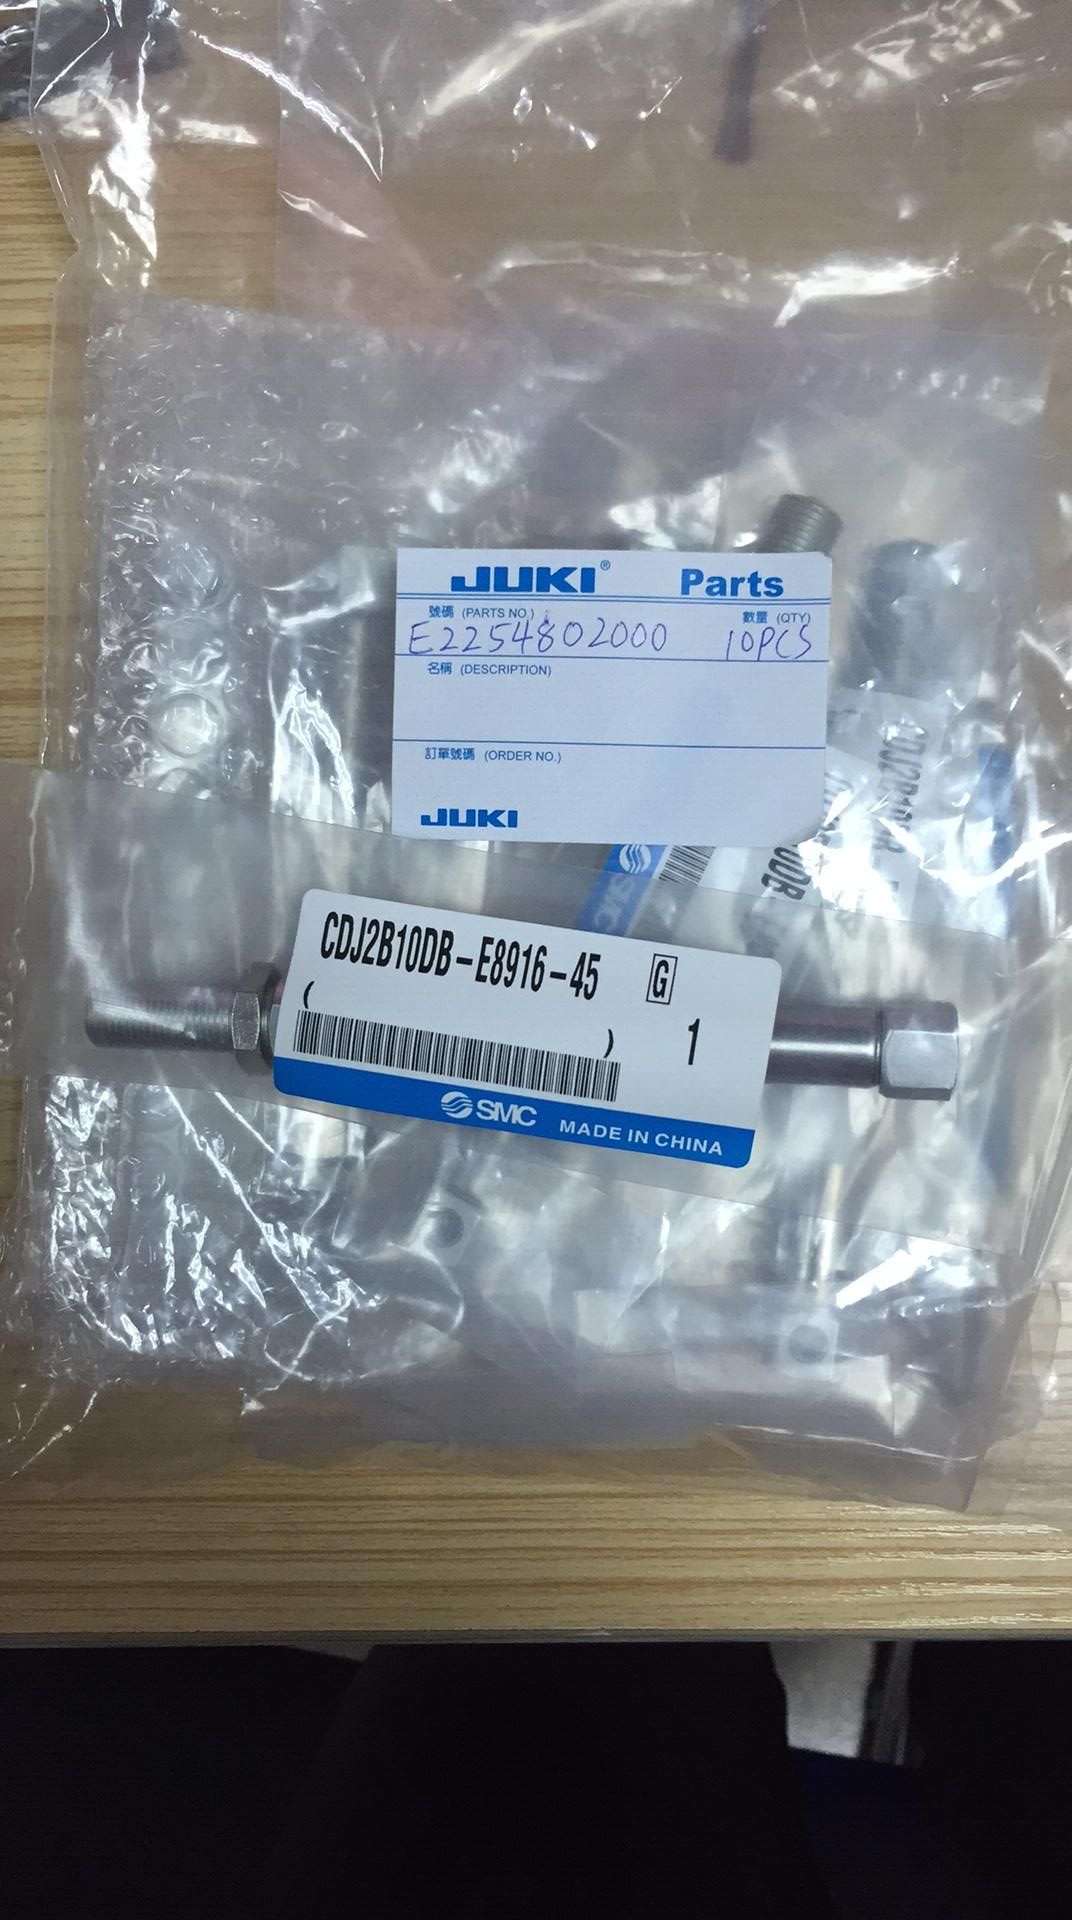 JUKI® Parts
號碼 (PARTS NO.) 數量 (QTY)
E2254802000 10PCS
名稱 (DESCRIPTION)
訂單號碼 (ORDER NO.)
JUKI
SMC
CDJ2B10DB-E8916-45 G
( ) 1
SMC MADE IN CHINA